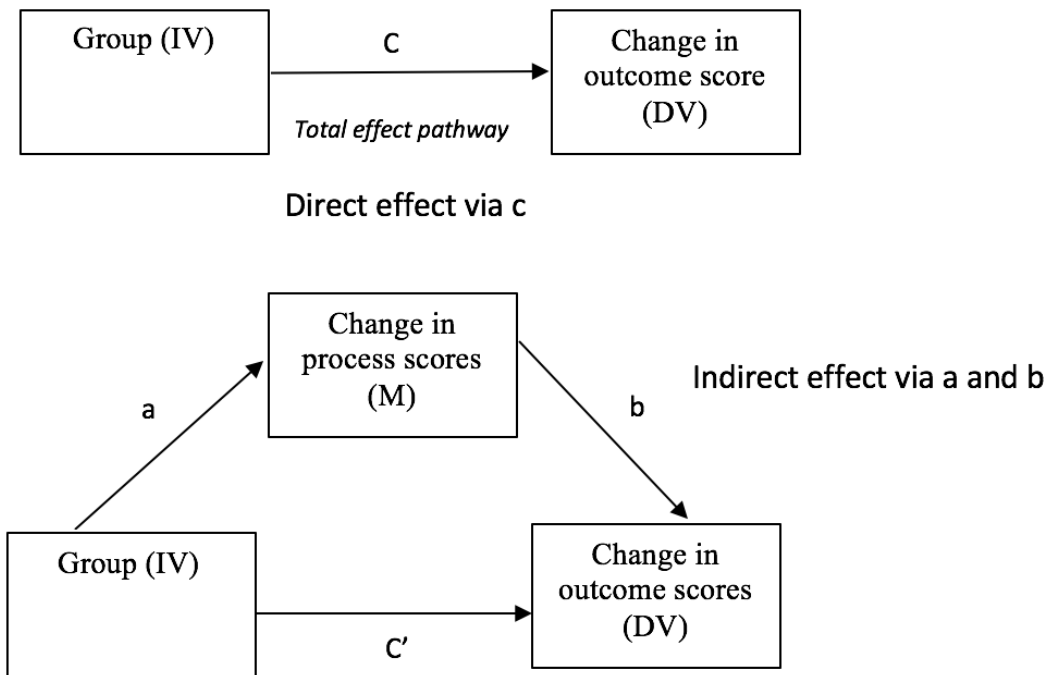 Group (IV)
C
Change in
outcome score
(DV)
Total effect pathway
Direct effect via c
Change in
process scores
(M)
Indirect effect via a and b
a
b
Group (IV)
Change in
outcome scores
(DV)
C’